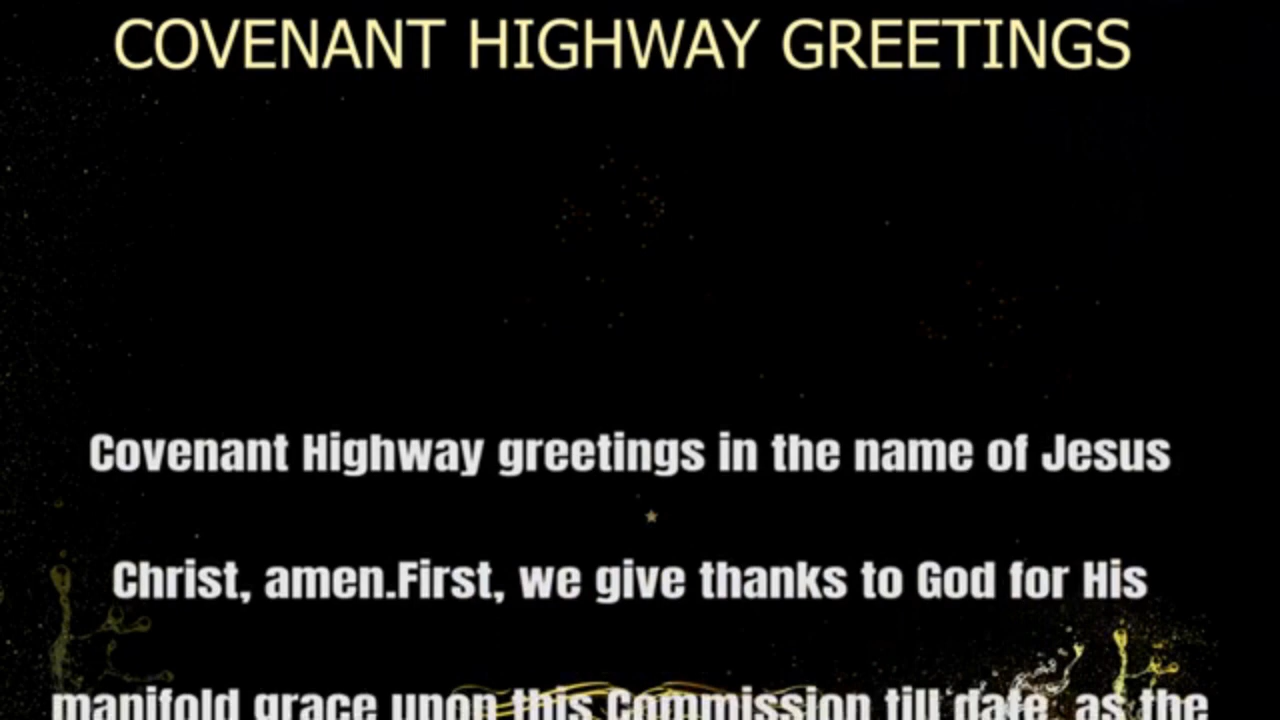 COVENANT HIGHWAY GREETINGS
Covenant Highway greetings in the name of Jesus
Christ, amen.First, we give thanks to God for His
manifold grace upon this Commission till date, as the